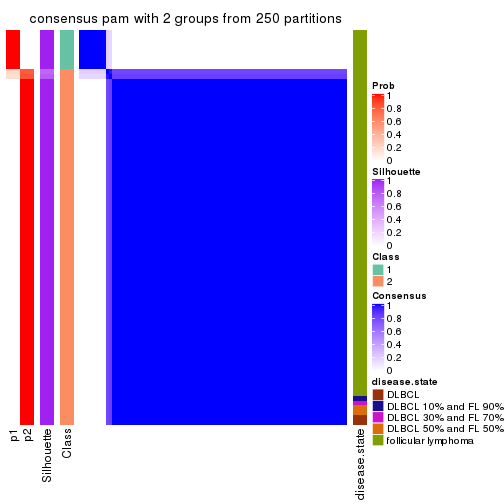 consensus pam with 2 groups from 250 partitions
Prob
1
0.8
0.6
0.4
0.2
0
Silhouette
1
0.8
0.6
0.4
0.2
0
Class
1
2
Consensus
1
0.8
0.6
0.4
0.2
0
disease.state
DLBCL
DLBCL 10% and FL 90%
DLBCL 30% and FL 70%
DLBCL 50% and FL 50%
follicular lymphoma
p1
p2
Silhouette
Class
disease.state